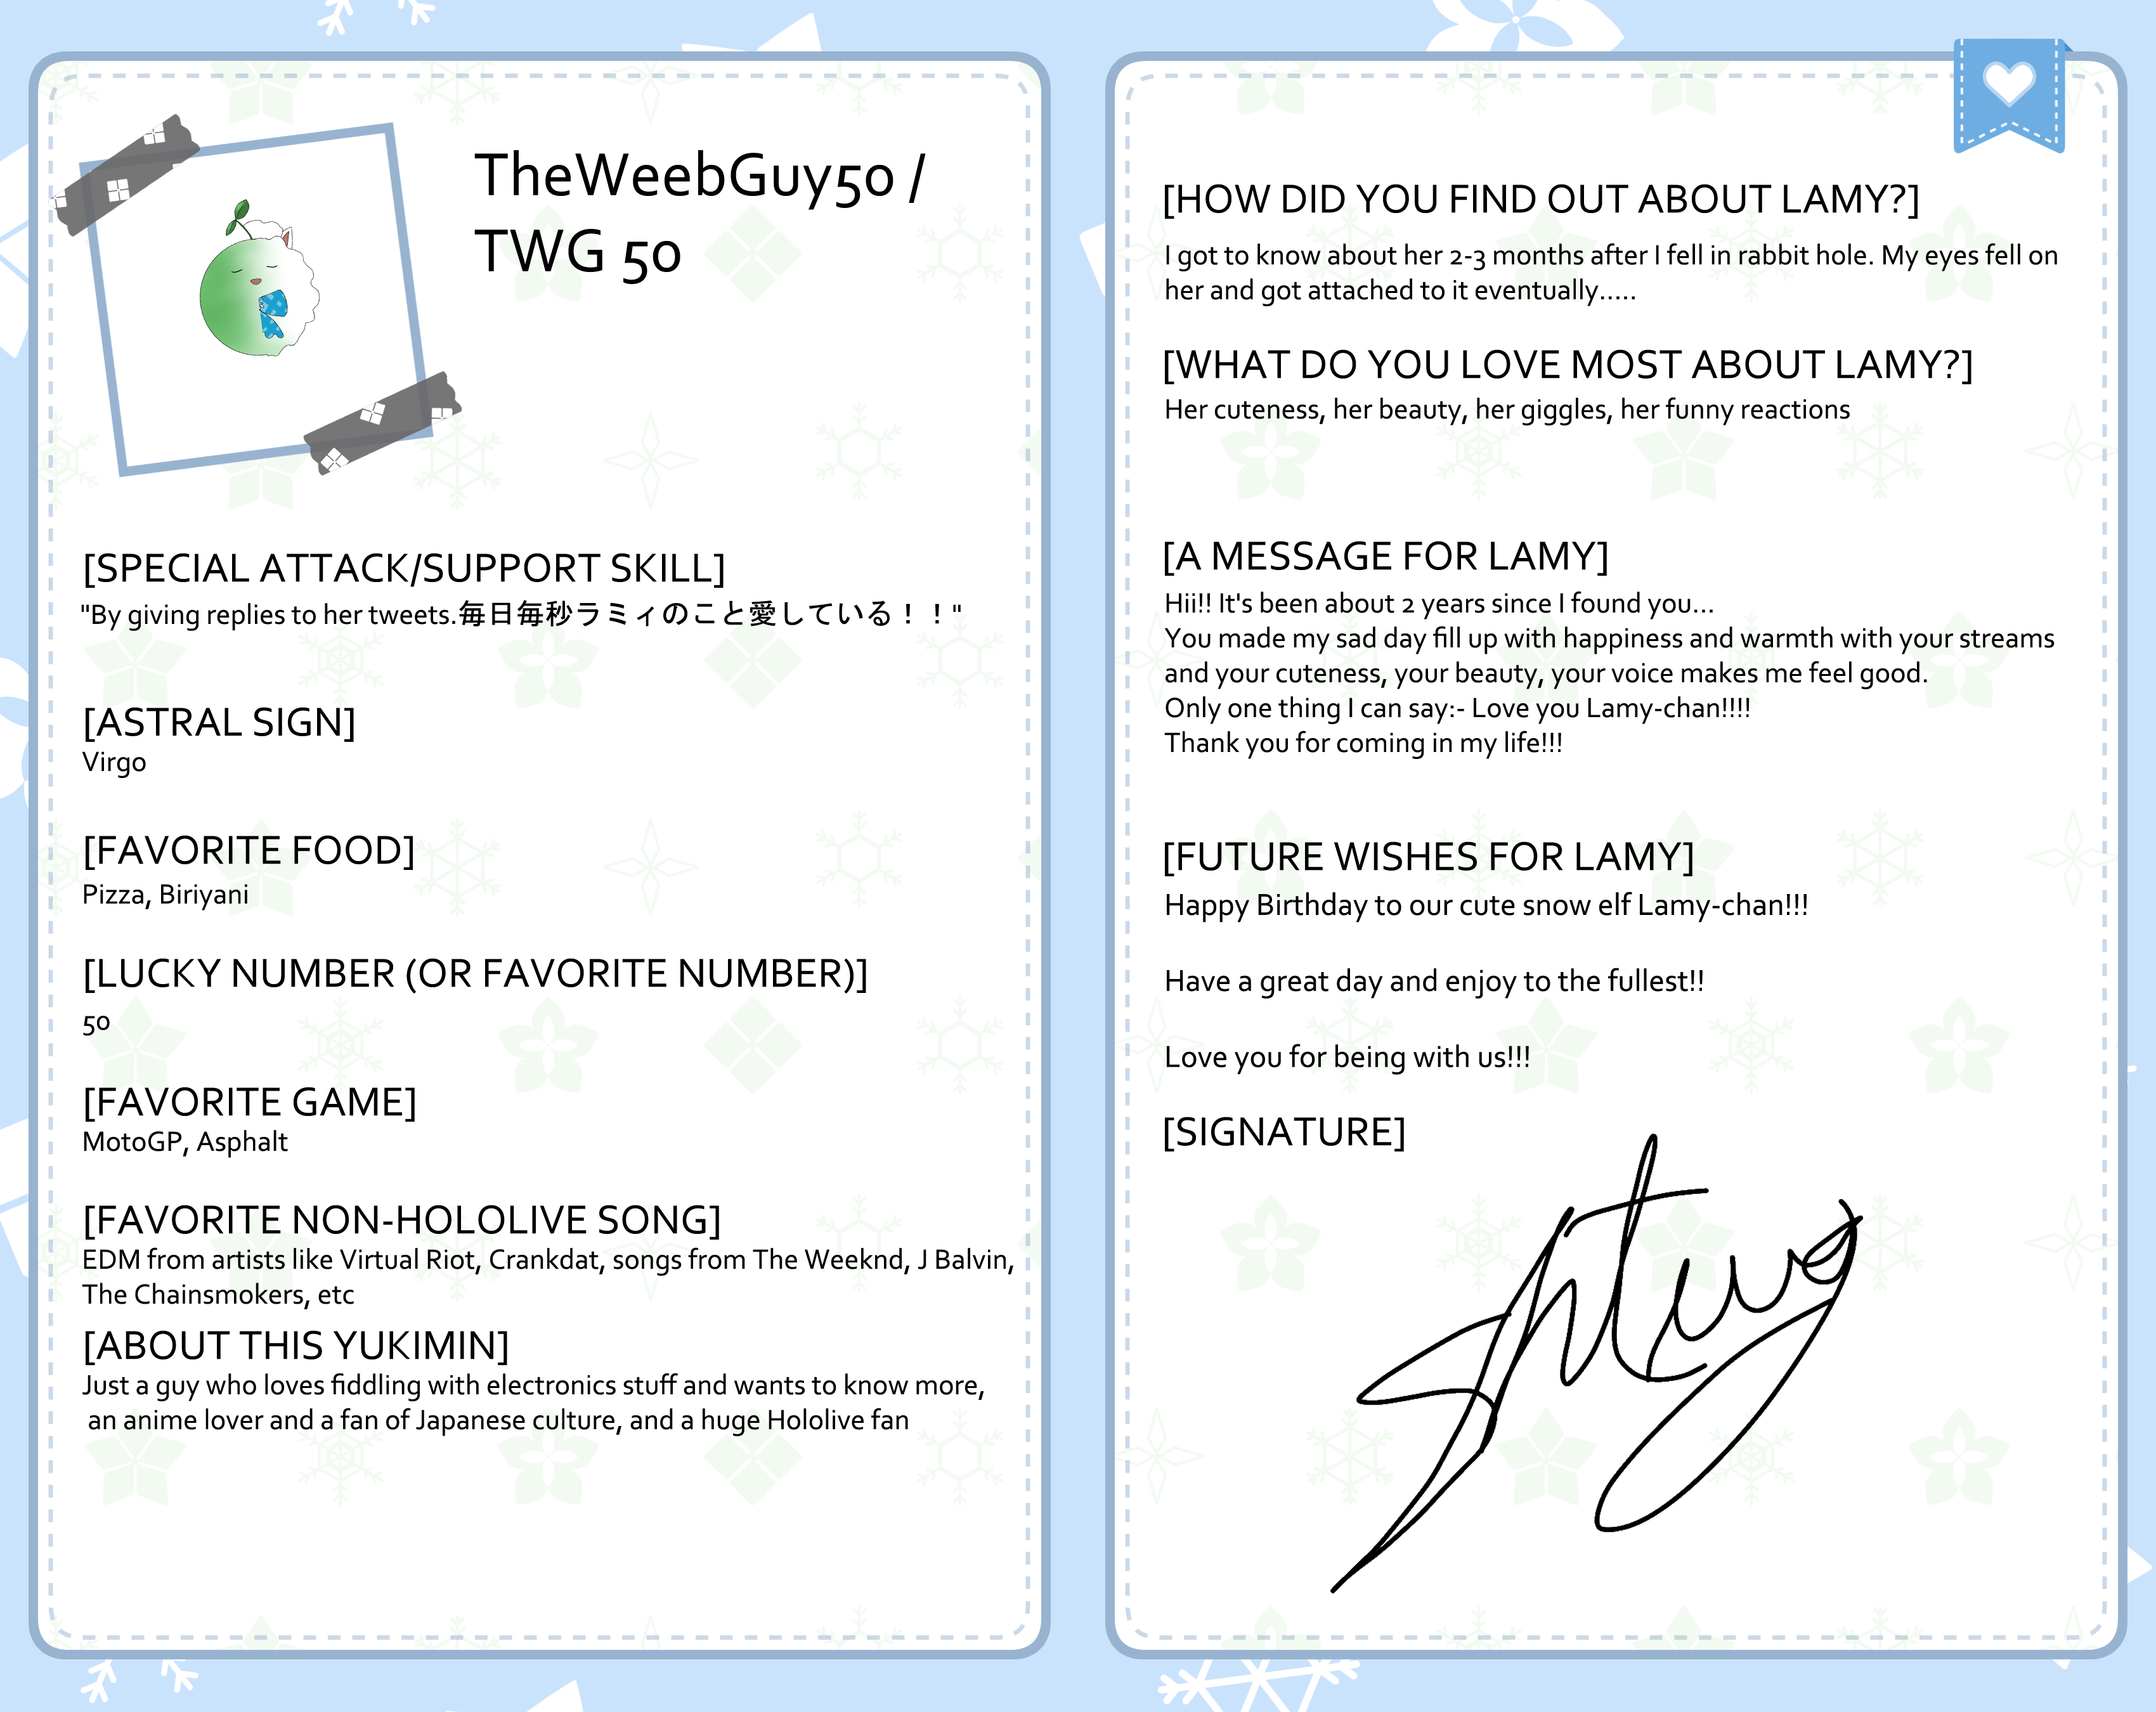 TheWeebGuy50 /
TWG 50
[SPECIAL ATTACK/SUPPORT SKILL]
"By giving replies to her tweets.毎日毎秒ラミィのこと愛している！！"
[ASTRAL SIGN]
Virgo
[FAVORITE FOOD]
Pizza, Biriyani
[LUCKY NUMBER (OR FAVORITE NUMBER)]
50
[FAVORITE GAME]
MotoGP, Asphalt
[FAVORITE NON-HOLOLIVE SONG]
EDM from artists like Virtual Riot, Crankdat, songs from The Weeknd, J Balvin,
The Chainsmokers, etc
[ABOUT THIS YUKIMIN]
Just a guy who loves fiddling with electronics stuff and wants to know more,
an anime lover and a fan of Japanese culture, and a huge Hololive fan
[HOW DID YOU FIND OUT ABOUT LAMY?]
I got to know about her 2-3 months after I fell in rabbit hole. My eyes fell on
her and got attached to it eventually.....
[WHAT DO YOU LOVE MOST ABOUT LAMY?]
Her cuteness, her beauty, her giggles, her funny reactions
[A MESSAGE FOR LAMY]
Hii!! It's been about 2 years since I found you...
You made my sad day fill up with happiness and warmth with your streams
and your cuteness, your beauty, your voice makes me feel good.
Only one thing I can say:- Love you Lamy-chan!!!!
Thank you for coming in my life!!!
[FUTURE WISHES FOR LAMY]
Happy Birthday to our cute snow elf Lamy-chan!!!
Have a great day and enjoy to the fullest!!
Love you for being with us!!!
[SIGNATURE]